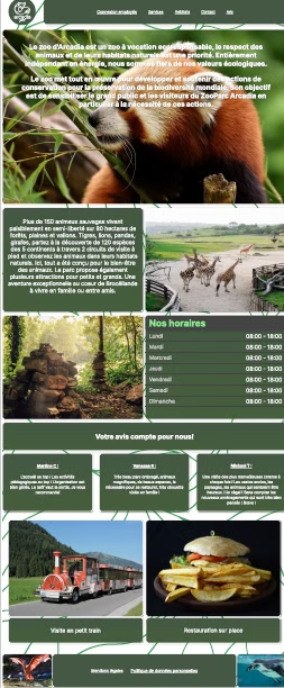 arcadia
Connexion employés Services Habitats Contact Avis
Le zoo d'Arcadia est un zoo à vocation écoresponsable, le respect des
animaux et de leurs habitats naturels est une priorité. Entièrement
indépendant en énergie, nous sommes fiers de nos valeurs écologiques.
Le zoo met tout en œuvre pour développer et soutenir des actions de
conservation pour la préservation de la biodiversité mondiale. Son objectif
est de sensibiliser le grand public et les visiteurs du ZooParc Arcadia en
particulier à la nécessité de ces actions.
Plus de 150 animaux sauvages vivent
paisiblement en semi-liberté sur 80 hectares de
forêts, plaines et vallons. Tigres, lions, pandas,
girafes, partez à la découverte de 120 espèces
des 5 continents à travers 2 circuits de visite à
pied et observez les animaux dans leurs habitats
naturels. Ici, tout a été conçu pour le bien-être
des animaux. Le parc propose également
plusieurs attractions pour petits et grands. Une
aventure exceptionnelle au coeur de Brocéliande
à vivre en famille ou entre amis.
Nos horaires
Lundi 08:00 - 18:00
Mardi 08:00 - 18:00
Mercredi 08:00 - 18:00
Jeudi 08:00 - 18:00
Vendredi 08:00 - 18:00
Samedi 08:00 - 18:00
Dimanche 08:00 - 18:00
Votre avis compte pour nous!
Visite en petit train
Restauration sur place
Mentions légales Politique de données personnelles